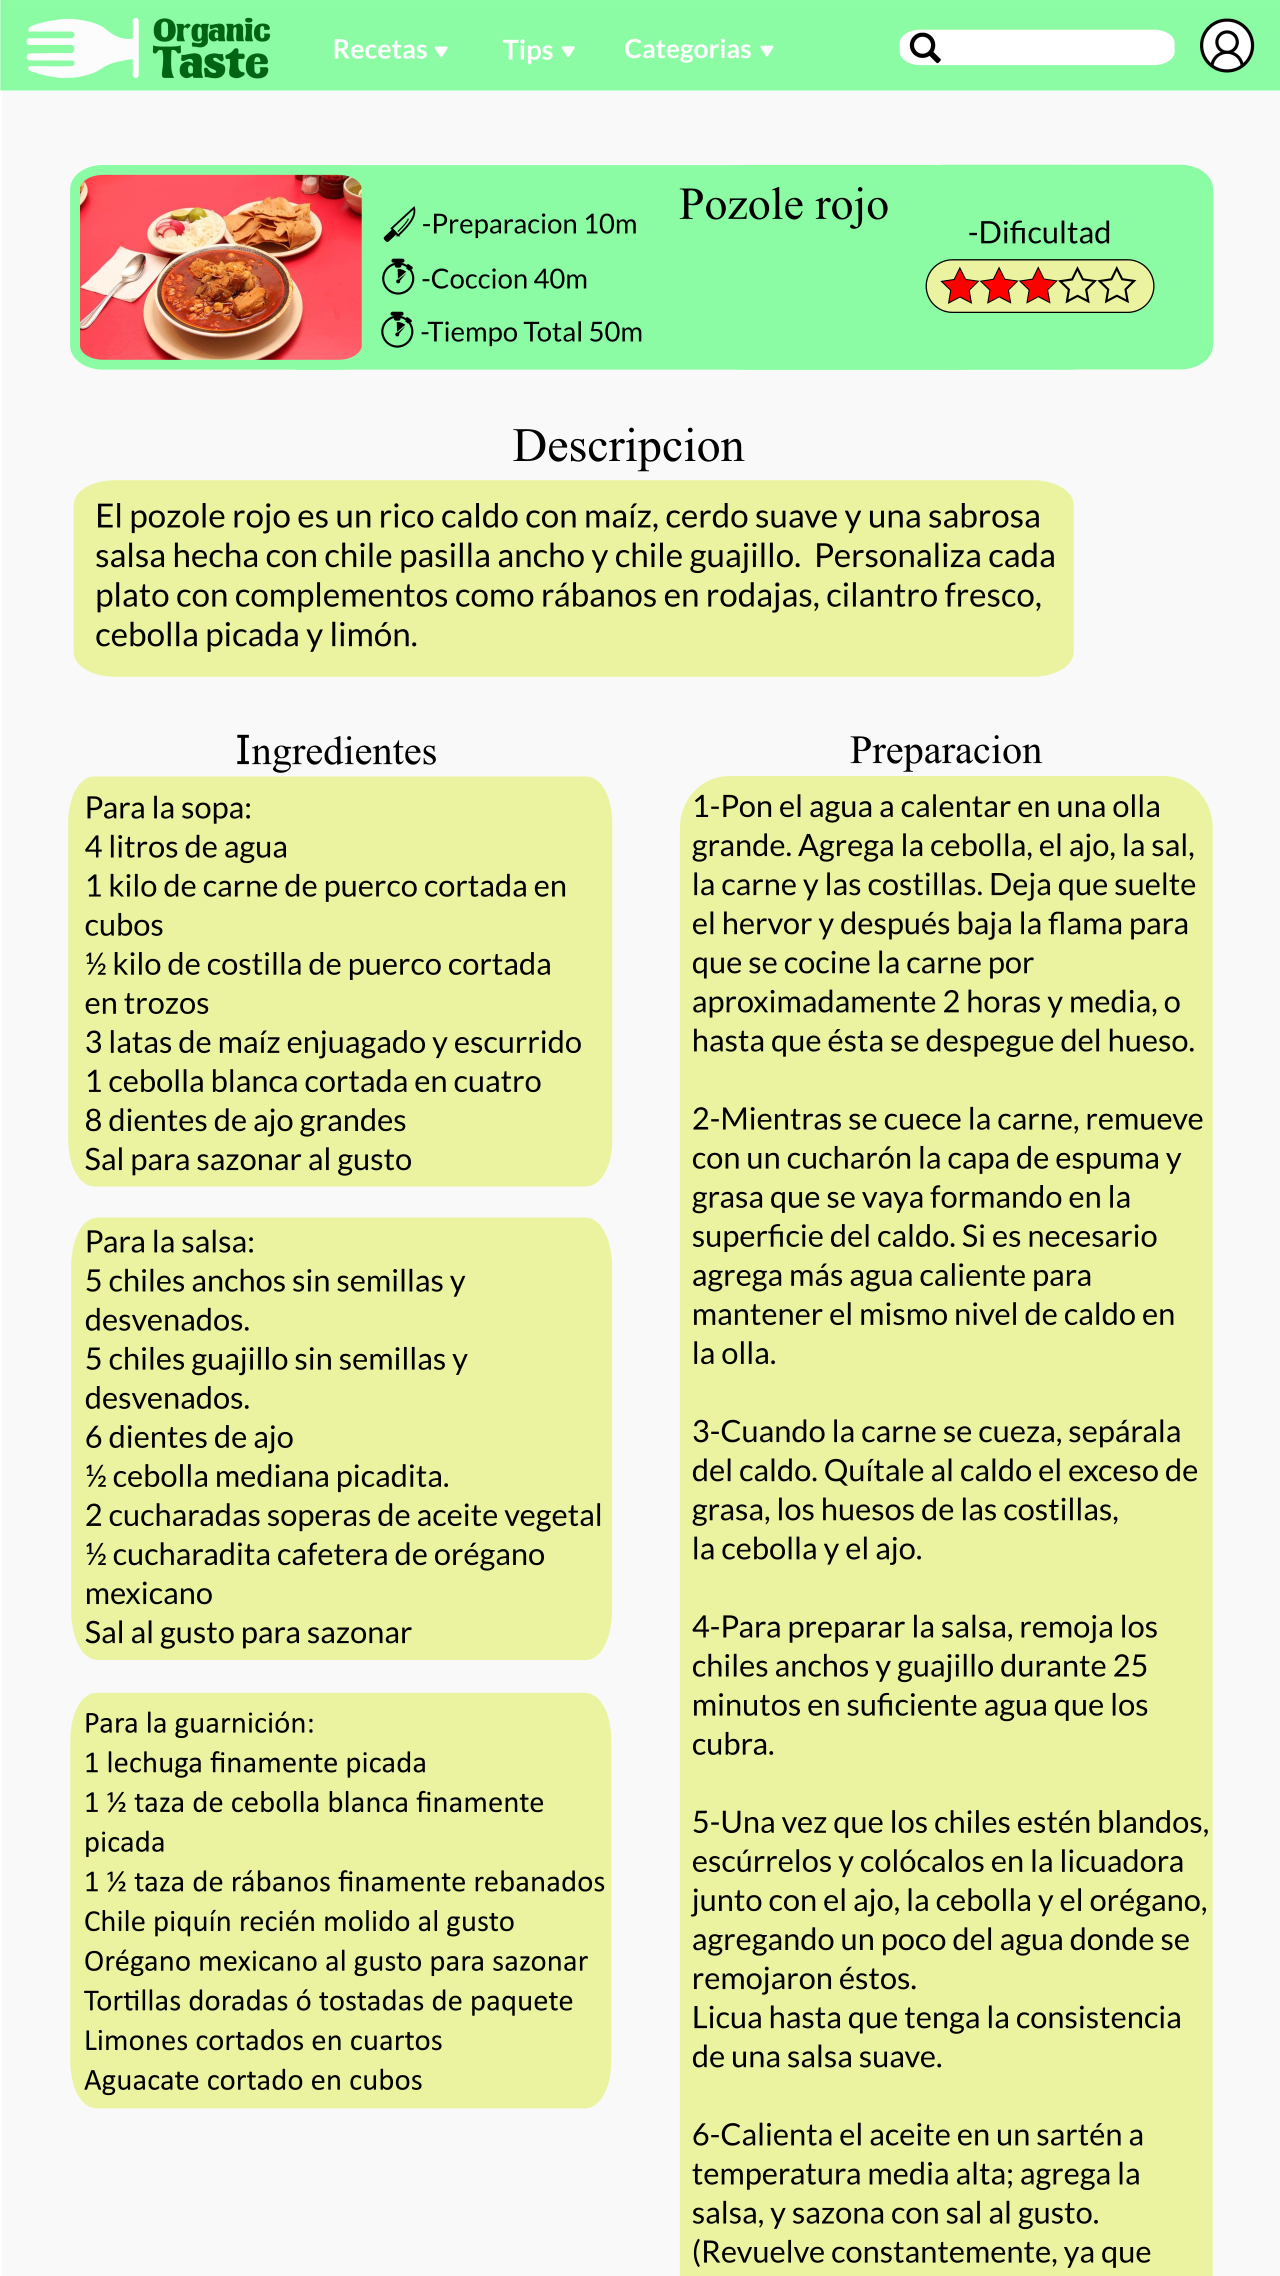 Organic
Taste
Recetas
Tips
Categorias
Pozole rojo
-Preparacion 10m
-Coccion 40m
-Tiempo Total 50m
-Dificultad
Descripcion
El pozole rojo es un rico caldo con maíz, cerdo suave y una sabrosa
salsa hecha con chile pasilla ancho y chile guajillo.  Personaliza cada
plato con complementos como rábanos en rodajas, cilantro fresco,
cebolla picada y limón.
Ingredientes
Para la sopa:
4 litros de agua
1 kilo de carne de puerco cortada en
cubos
½ kilo de costilla de puerco cortada
en trozos
3 latas de maíz enjuagado y escurrido
1 cebolla blanca cortada en cuatro
8 dientes de ajo grandes
Sal para sazonar al gusto
Para la salsa:
5 chiles anchos sin semillas y
desvenados.
5 chiles guajillo sin semillas y
desvenados.
6 dientes de ajo
½ cebolla mediana picadita.
2 cucharadas soperas de aceite vegetal
½ cucharadita cafetera de orégano
mexicano
Sal al gusto para sazonar
Para la guarnición:
1 lechuga finamente picada
1 ½ taza de cebolla blanca finamente
picada
1 ½ taza de rábanos finamente rebanados
Chile piquín recién molido al gusto
Orégano mexicano al gusto para sazonar
Tortillas doradas ó tostadas de paquete
Limones cortados en cuartos
Aguacate cortado en cubos
Preparacion
1-Pon el agua a calentar en una olla
grande. Agrega la cebolla, el ajo, la sal,
la carne y las costillas. Deja que suelte
el hervor y después baja la flama para
que se cocine la carne por
aproximadamente 2 horas y media, o
hasta que ésta se despegue del hueso.
2-Mientras se cuece la carne, remueve
con un cucharón la capa de espuma y
grasa que se vaya formando en la
superficie del caldo. Si es necesario
agrega más agua caliente para
mantener el mismo nivel de caldo en
la olla.
3-Cuando la carne se cueza, sepárala
del caldo. Quítale al caldo el exceso de
grasa, los huesos de las costillas,
la cebolla y el ajo.
4-Para preparar la salsa, remoja los
chiles anchos y guajillo durante 25
minutos en suficiente agua que los
cubra.
5-Una vez que los chiles estén blandos,
escúrrelos y colócalos en la licuadora
junto con el ajo, la cebolla y el orégano,
agregando un poco del agua donde se
remojaron éstos.
Licua hasta que tenga la consistencia
de una salsa suave.
6-Calienta el aceite en un sartén a
temperatura media alta; agrega la
salsa, y sazona con sal al gusto.
(Revuelve constantemente, ya que